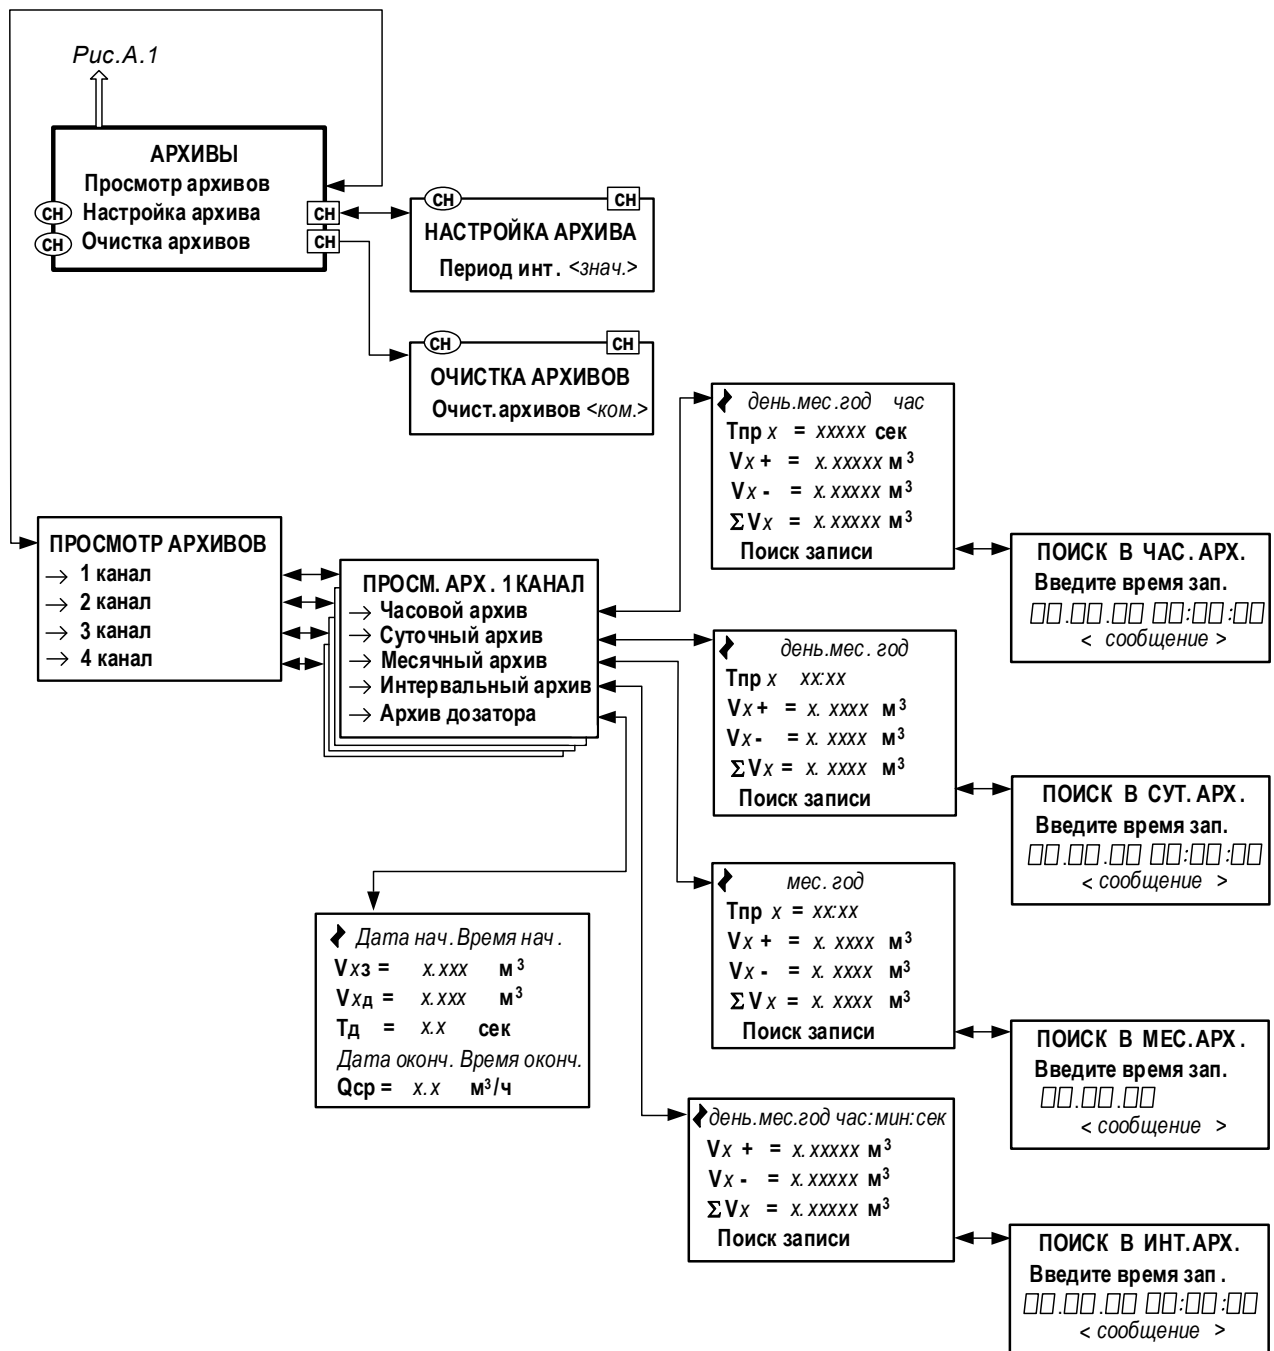 Рис.А.1
АРХИВЫ
Просмотр архивов
СН Настройка архива СН
СН Очистка архивов СН
СН СН
НАСТРОЙКА АРХИВА
Период инт. <знач.>
СН СН
ОЧИСТКА АРХИВОВ
Очист.архивов <ком.>
ПРОСМОТР АРХИВОВ
→ 1 канал
→ 2 канал
→ 3 канал
→ 4 канал
ПРОСМ. АРХ. 1 КАНАЛ
→ Часовой архив
→ Суточный архив
→ Месячный архив
→ Интервальный архив
→ Архив дозатора
день.мес.год час
Тпр x = xxxxx сек
Vx + = x.xxxxx м³
Vx - = x.xxxxx м³
ΣVx = x.xxxxx м³
Поиск записи
ПОИСК В ЧАС. АРХ.
Введите время зап.
□□.□□.□□ □□:□□:□□
< сообщение >
день.мес. год
Тпр x xx:xx
Vx + = x. xxxx м³
Vx - = x. xxxx м³
ΣVx = x. xxxx м³
Поиск записи
ПОИСК В СУТ. АРХ.
Введите время зап.
□□.□□.□□ □□:□□:□□
< сообщение >
мес. год
Тпр x = xx:xx
Vx + = x. xxxx м³
Vx - = x. xxxx м³
ΣVx = x. xxxx м³
Поиск записи
ПОИСК В МЕС.АРХ.
Введите время зап.
□□.□□.□□
< сообщение >
Дата нач. Время нач.
Vxз = x.xxx м³
Vxд = x.xxx м³
Тд = x.x сек
Дата оконч. Время оконч.
Qср = x.x м³/ч
день.мес.год час:мин:сек
Vx + = x.xxxxx м³
Vx - = x.xxxxx м³
ΣVx = x.xxxxx м³
Поиск записи
ПОИСК В ИНТ.АРХ.
Введите время зап.
□□.□□.□□ □□:□□:□□
< сообщение >